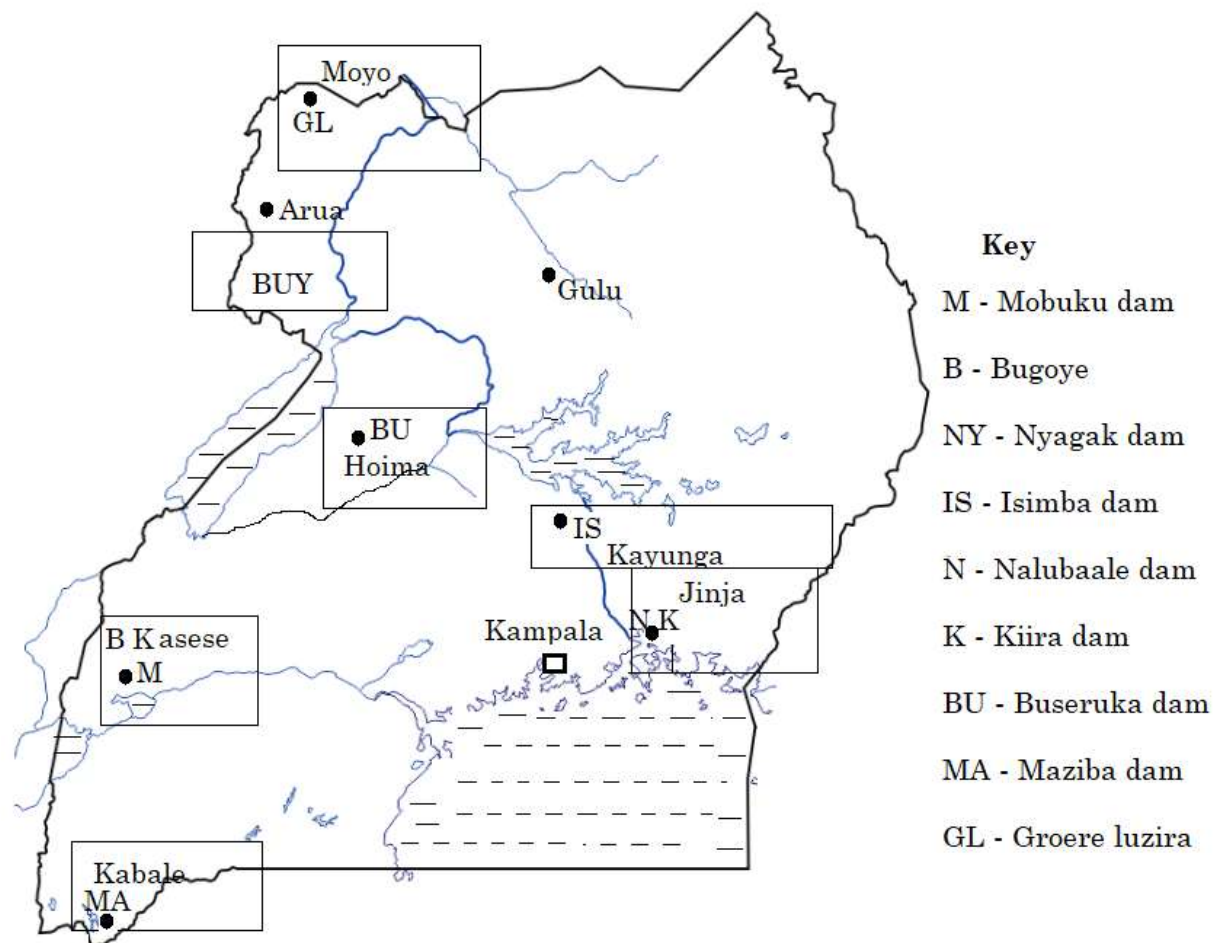 Moyo
GL
Arua
BUY
Gulu
BU
Hoima
IS
Kayunga
Jinja
N K
Kampala
B Kasese
M
Kabale
MA
Key
M - Mobuku dam
B - Bugoye
NY - Nyagak dam
IS - Isimba dam
N - Nalubaale dam
K - Kiira dam
BU - Buseruka dam
MA - Maziba dam
GL - Groere luzira